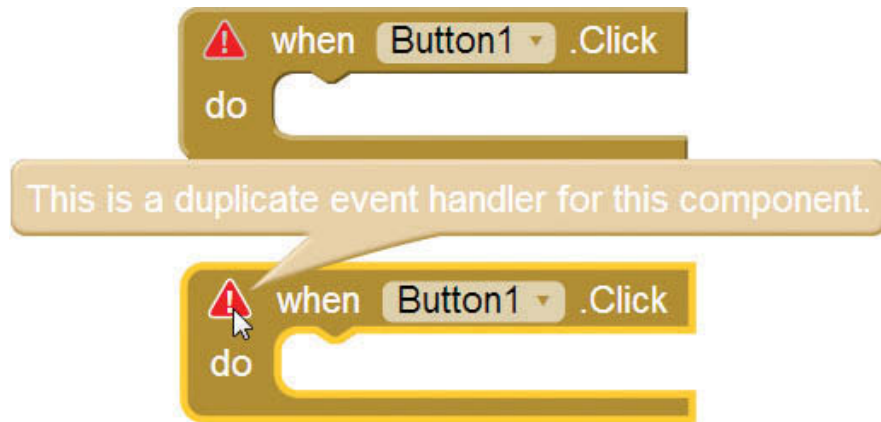 when Button1 .Click
do
This is a duplicate event handler for this component.
when Button1 .Click
do